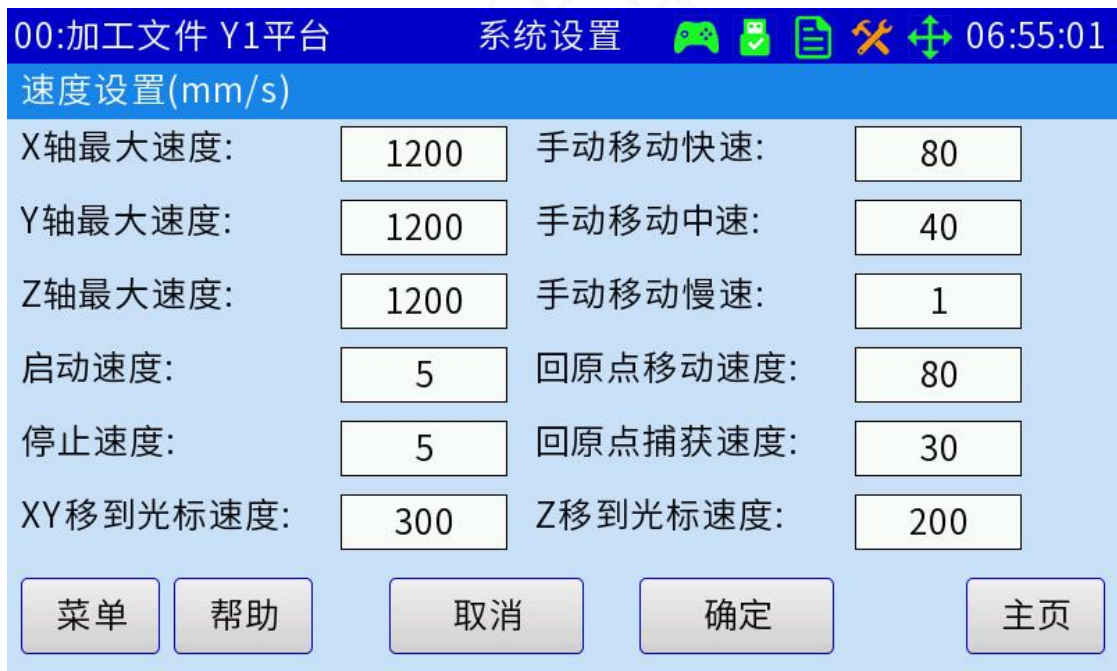 00:加工文件 Y1平台 系统设置 06:55:01
速度设置(mm/s)
X轴最大速度: 1200 手动移动快速: 80
Y轴最大速度: 1200 手动移动中速: 40
Z轴最大速度: 1200 手动移动慢速: 1
启动速度: 5 回原点移动速度: 80
停止速度: 5 回原点捕获速度: 30
XY移到光标速度: 300 Z移到光标速度: 200
菜单 帮助 取消 确定 主页